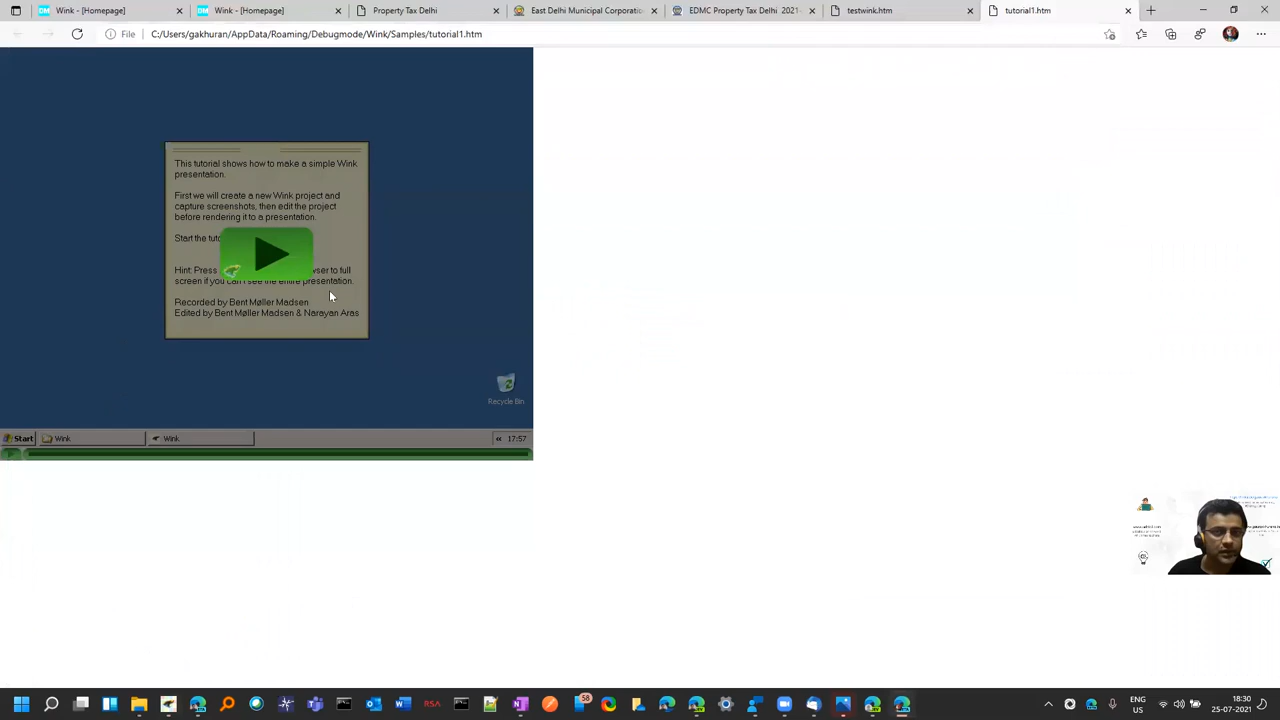 Wink - [Homepage]
Wink - [Homepage]
Property Tax Delhi
East Delhi Municipal Corporation
EDMC Property Tax Delhi 2021-
testwink.htm
tutorial1.htm
File
C:/Users/gakhuran/AppData/Roaming/Debugmode/Wink/Samples/tutorial1.htm
This tutorial shows how to make a simple Wink
presentation.
First we will create a new Wink project and
capture screenshots, then edit the project
before rendering it to a presentation.
Start the
Hint: Press
to full
screen if you can't see the entire presentation.
Recorded by Bent Møller Madsen
Edited by Bent Møller Madsen & Narayan Aras
Recycle Bin
Start
Wink
Wink
« 17:57
RSA
58
ENG
US
18:30
25-07-2021